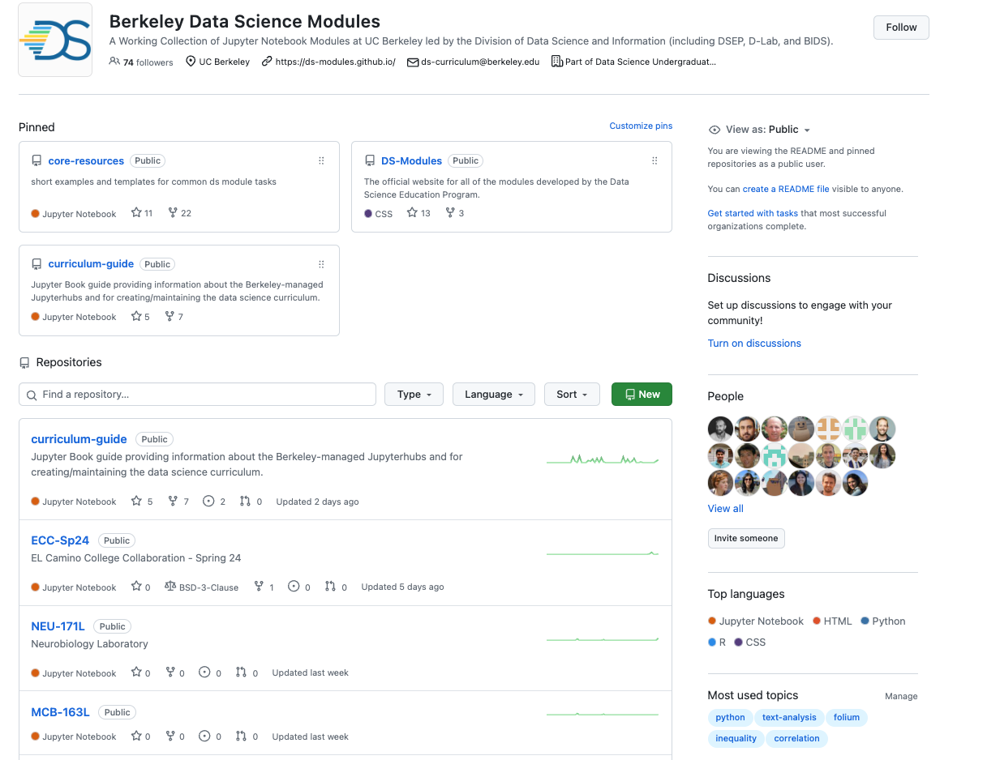 DS
Berkeley Data Science Modules
A Working Collection of Jupyter Notebook Modules at UC Berkeley led by the Division of Data Science and Information (including DSEP, D-Lab, and BIDS).
74 followers UC Berkeley https://ds-modules.github.io/ ds-curriculum@berkeley.edu Part of Data Science Undergraduat...
Follow
Pinned
Customize pins
core-resources Public
short examples and templates for common ds module tasks
Jupyter Notebook 11 22
DS-Modules Public
The official website for all of the modules developed by the Data
Science Education Program.
CSS 13 3
curriculum-guide Public
Jupyter Book guide providing information about the Berkeley-managed
Jupyterhubs and for creating/maintaining the data science curriculum.
Jupyter Notebook 5 7
Repositories
Find a repository...
Type
Language
Sort
New
curriculum-guide Public
Jupyter Book guide providing information about the Berkeley-managed Jupyterhubs and for
creating/maintaining the data science curriculum.
Jupyter Notebook 5 7 2 0 Updated 2 days ago
ECC-Sp24 Public
EL Camino College Collaboration - Spring 24
Jupyter Notebook 0 BSD-3-Clause 1 0 0 Updated 5 days ago
NEU-171L Public
Neurobiology Laboratory
Jupyter Notebook 0 0 0 0 Updated last week
MCB-163L Public
Jupyter Notebook 0 0 0 0 Updated last week
View as: Public
You are viewing the README and pinned
repositories as a public user.
You can create a README file visible to anyone.
Get started with tasks that most successful
organizations complete.
Discussions
Set up discussions to engage with your
community!
Turn on discussions
People
View all
Invite someone
Top languages
Jupyter Notebook HTML Python
R CSS
Most used topics
Manage
python text-analysis folium
inequality correlation